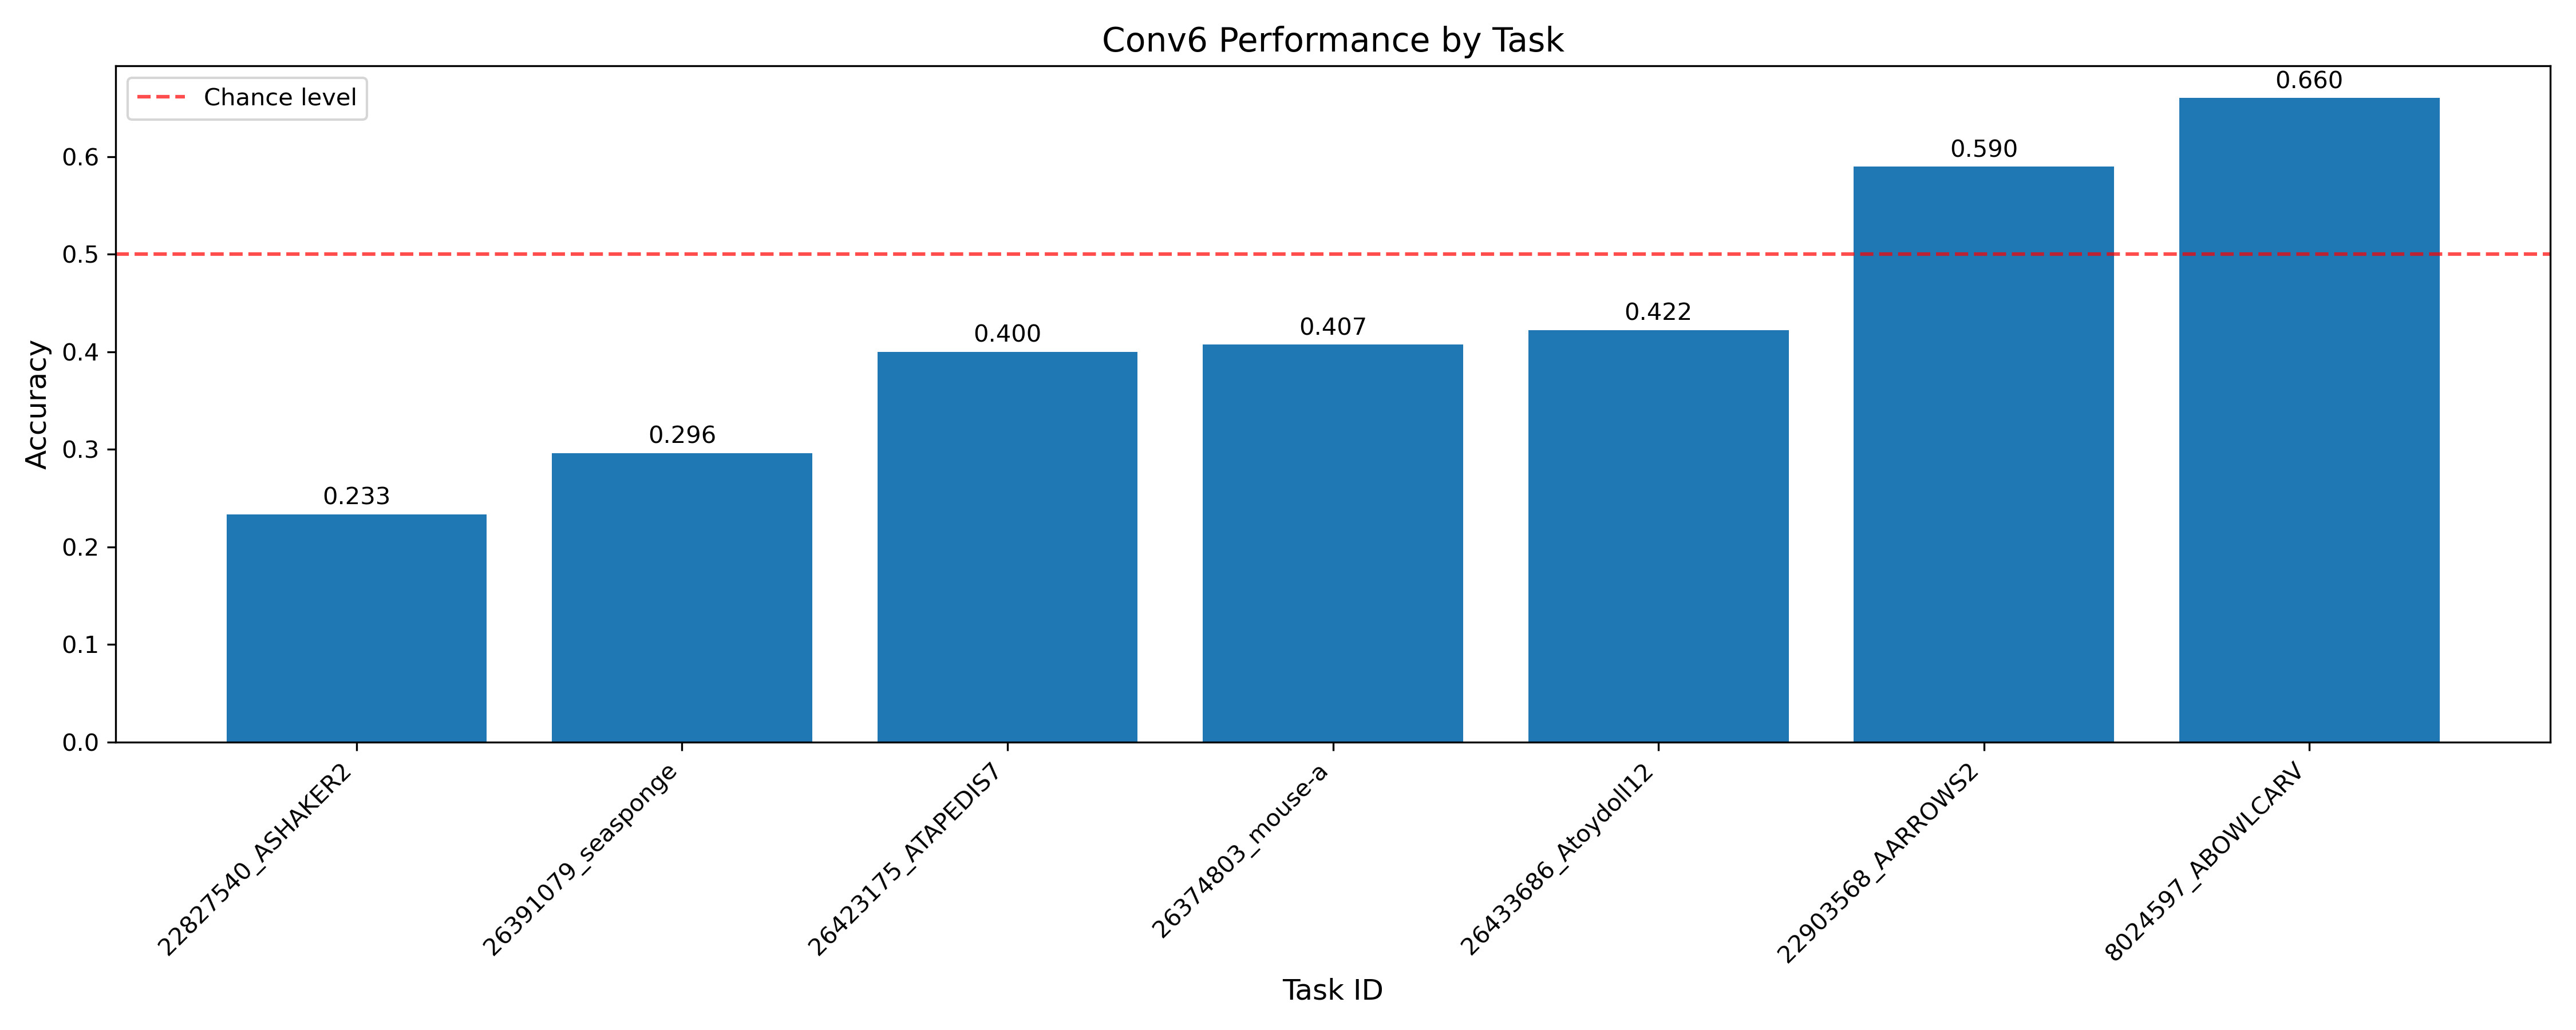 Conv6 Performance by Task
Chance level
Accuracy
0.6
0.5
0.4
0.3
0.2
0.1
0.0
0.233
0.296
0.400
0.407
0.422
0.590
0.660
22827540_ASHAKER2
26391079_seasponge
26423175_ATAPEDIS7
26374803_mouse-a
26433686_Atoydoll12
22903568_AARROWS2
8024597_ABOWLCARV
Task ID